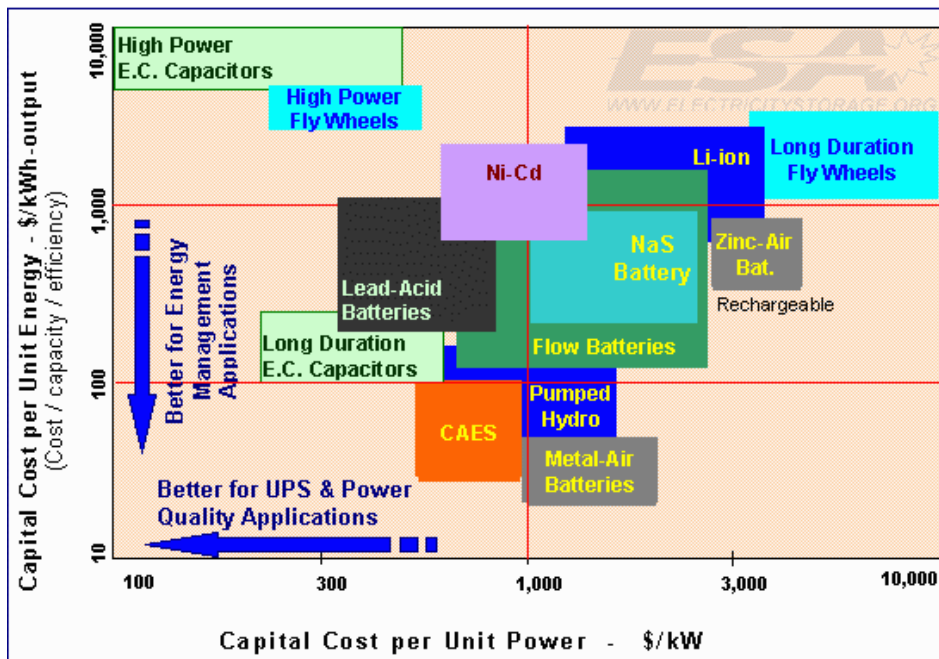 10,000
High Power
E.C. Capacitors
ESA
WWW.ELECTRICITYSTORAGE.ORG
High Power
Fly Wheels
Li-ion
Long Duration
Fly Wheels
Ni-Cd
1,000
NaS
Battery
Zinc-Air
Bat.
Rechargeable
Lead-Acid
Batteries
Flow Batteries
Long Duration
E.C. Capacitors
100
Pumped
Hydro
CAES
Metal-Air
Batteries
Better for Energy
Management
Applications
Better for UPS & Power
Quality Applications
10
Capital Cost per Unit Energy - $/kWh-output
(Cost / capacity / efficiency)
100 300 1,000 3,000 10,000
Capital Cost per Unit Power - $/kW